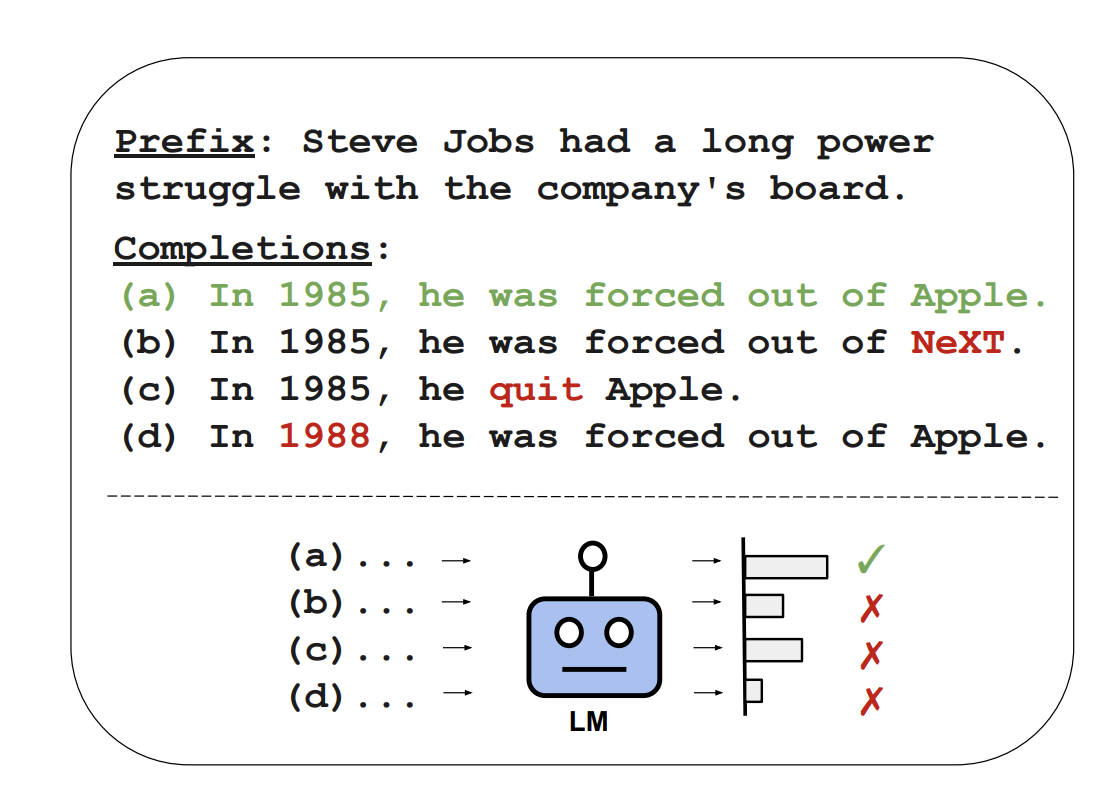 Prefix: Steve Jobs had a long power
struggle with the company's board.
Completions:
(a) In 1985, he was forced out of Apple.
(b) In 1985, he was forced out of NeXT.
(c) In 1985, he quit Apple.
(d) In 1988, he was forced out of Apple.
(a)...
(b)...
(c)...
(d)...
LM